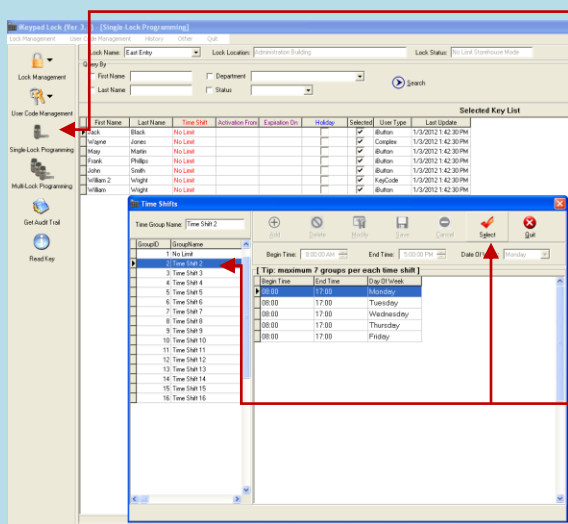 iKeypad Lock (Ver 3. ) - [Single-Lock Programming]
Lock Management User Code Management History Other Quit
Lock Name: East Entry Lock Location: Administration Building Lock Status: No Limit Storehouse Mode
Query By
First Name Department
Last Name Status
Search
Lock Management
User Code Management
Single-Lock Programming
Multi-Lock Programming
Get Audit Trail
Read Key
Selected Key List
First Name Last Name Time Shift Activation From Expiration On Holiday Selected User Type Last Update
Jack Black No Limit iButton 1/3/2012 1:42:30 PM
Wayne Jones No Limit Complex 1/3/2012 1:42:30 PM
Mary Martin No Limit iButton 1/3/2012 1:42:30 PM
Frank Phillips No Limit iButton 1/3/2012 1:42:30 PM
John Smith No Limit iButton 1/3/2012 1:42:30 PM
William 2 Wright No Limit KeyCode 1/3/2012 1:42:30 PM
William Wright No Limit iButton 1/3/2012 1:42:30 PM
Time Shifts
Time Group Name: Time Shift 2
Add Delete Modify Save Cancel Select Quit
GroupID GroupName
1 No Limit
2 Time Shift 2
3 Time Shift 3
4 Time Shift 4
5 Time Shift 5
6 Time Shift 6
7 Time Shift 7
8 Time Shift 8
9 Time Shift 9
10 Time Shift 10
11 Time Shift 11
12 Time Shift 12
13 Time Shift 13
14 Time Shift 14
15 Time Shift 15
16 Time Shift 16
Begin Time: 8:00:00 AM End Time: 5:00:00 PM Date Of Week: Monday
[ Tip: maximum 7 groups per each time shift ]
Begin Time End Time Day Of Week
08:00 17:00 Monday
08:00 17:00 Tuesday
08:00 17:00 Wednesday
08:00 17:00 Thursday
08:00 17:00 Friday